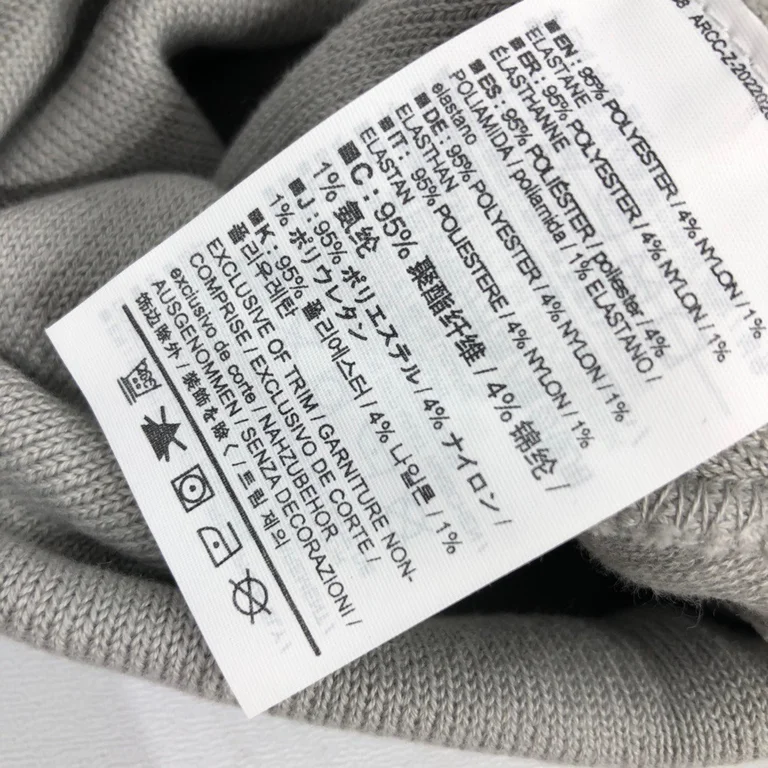 ARCC-Z-2022020
■ EN: 95% POLYESTER / 4% NYLON / 1%
ELASTANE
■ FR: 95% POLYESTER / 4% NYLON / 1%
ELASTHANNE
■ ES: 95% POLIÉSTER / poliester / 4%
POLIAMIDA / poliamida / 1% ELASTANO /
elastano
■ DE: 95% POLYESTER / 4% NYLON / 1%
ELASTHAN
■ IT: 95% POLIESTERE / 4% NYLON / 1%
ELASTAN
■ C: 95% 聚酯纤维 / 4% 锦纶 /
1% 氨纶
■ J: 95% ポリエステル / 4% ナイロン /
1% ポリウレタン
■ K: 95% 폴리에스터 / 4% 나일론 / 1%
폴리우레탄
EXCLUSIVE OF TRIM / GARNITURE NON-
COMPRISE / EXCLUSIVO DE CORTE /
exclusivo de corte / NAHZUBEHOR
AUSGENOMMEN / SENZA DECORAZIONI /
饰边除外 / 装飾を除く / 트림 제의